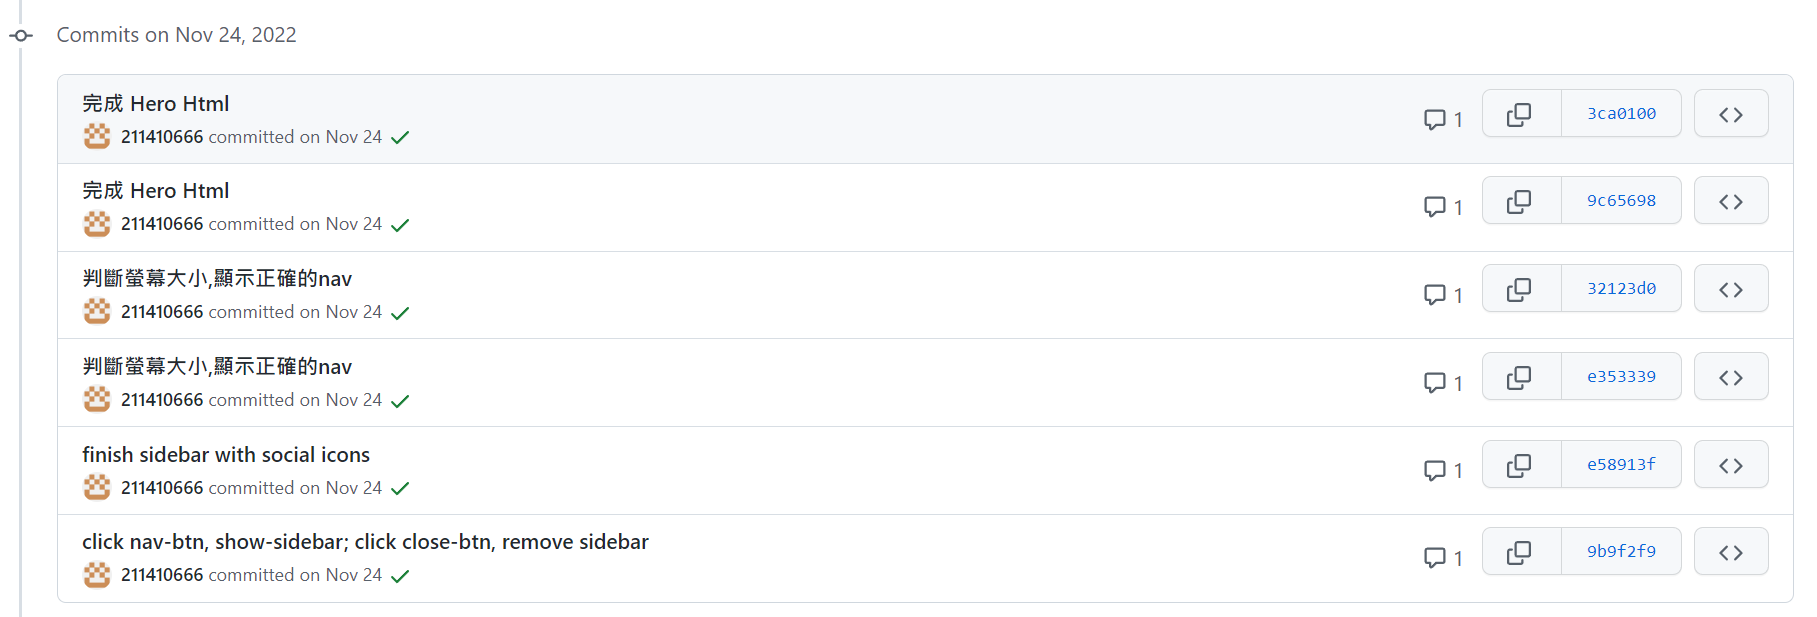 Commits on Nov 24, 2022
完成 Hero Html
211410666 committed on Nov 24
1
3ca0100
完成 Hero Html
211410666 committed on Nov 24
1
9c65698
判斷螢幕大小,顯示正確的nav
211410666 committed on Nov 24
1
32123d0
判斷螢幕大小,顯示正確的nav
211410666 committed on Nov 24
1
e353339
finish sidebar with social icons
211410666 committed on Nov 24
1
e58913f
click nav-btn, show-sidebar; click close-btn, remove sidebar
211410666 committed on Nov 24
1
9b9f2f9